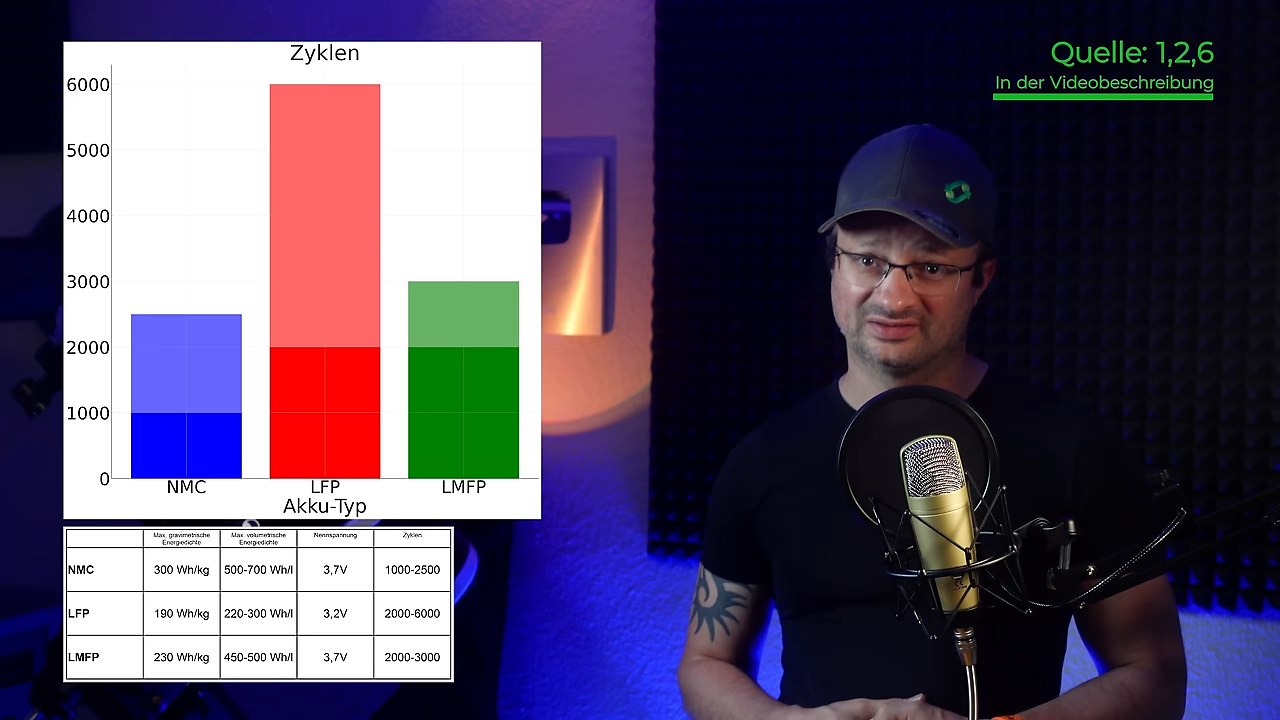 Zyklen
6000
5000
4000
3000
2000
1000
0
NMC LFP LMFP
Akku-Typ
Quelle: 1,2,6
In der Videobeschreibung
Max. gravimetrische Energiedichte Max. volumetrische Energiedichte Nennspannung Zyklen
NMC 300 Wh/kg 500-700 Wh/l 3,7V 1000-2500
LFP 190 Wh/kg 220-300 Wh/l 3,2V 2000-6000
LMFP 230 Wh/kg 450-500 Wh/l 3,7V 2000-3000